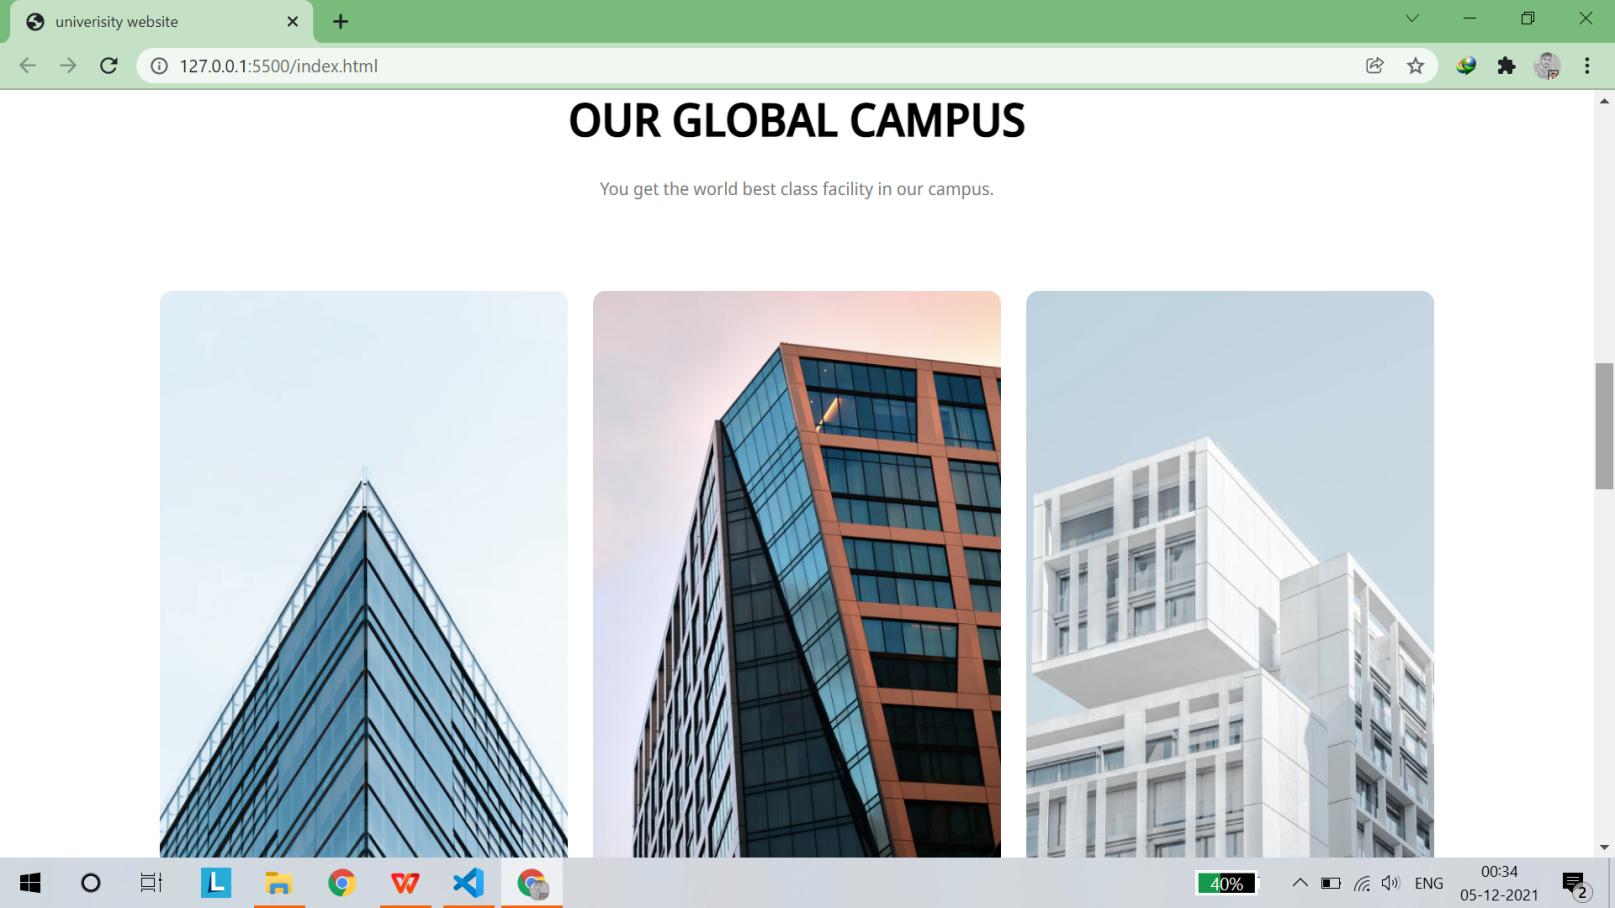 univerisity website
127.0.0.1:5500/index.html
OUR GLOBAL CAMPUS
You get the world best class facility in our campus.
L
W
40%
ENG
00:34
05-12-2021
2